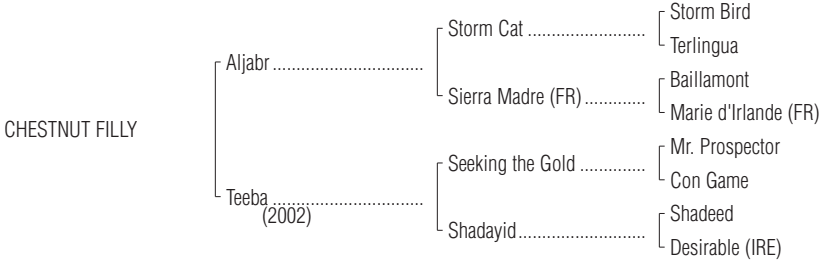 Storm Bird
Storm Cat ..............................
Terlingua
Aljabr ......................................
Baillamont
Sierra Madre (FR) ................
Marie d'Irlande (FR)
CHESTNUT FILLY
Mr. Prospector
Seeking the Gold .................
Con Game
Teeba ......................................
(2002)
Shadeed
Shadayid .................................
Desirable (IRE)